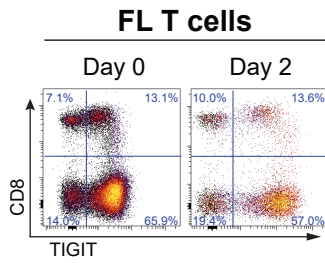 FL T cells
Day 0 Day 2
7.1% 13.1% 10.0% 13.6%
CD8
14.0% 65.9% 19.4% 57.0%
TIGIT